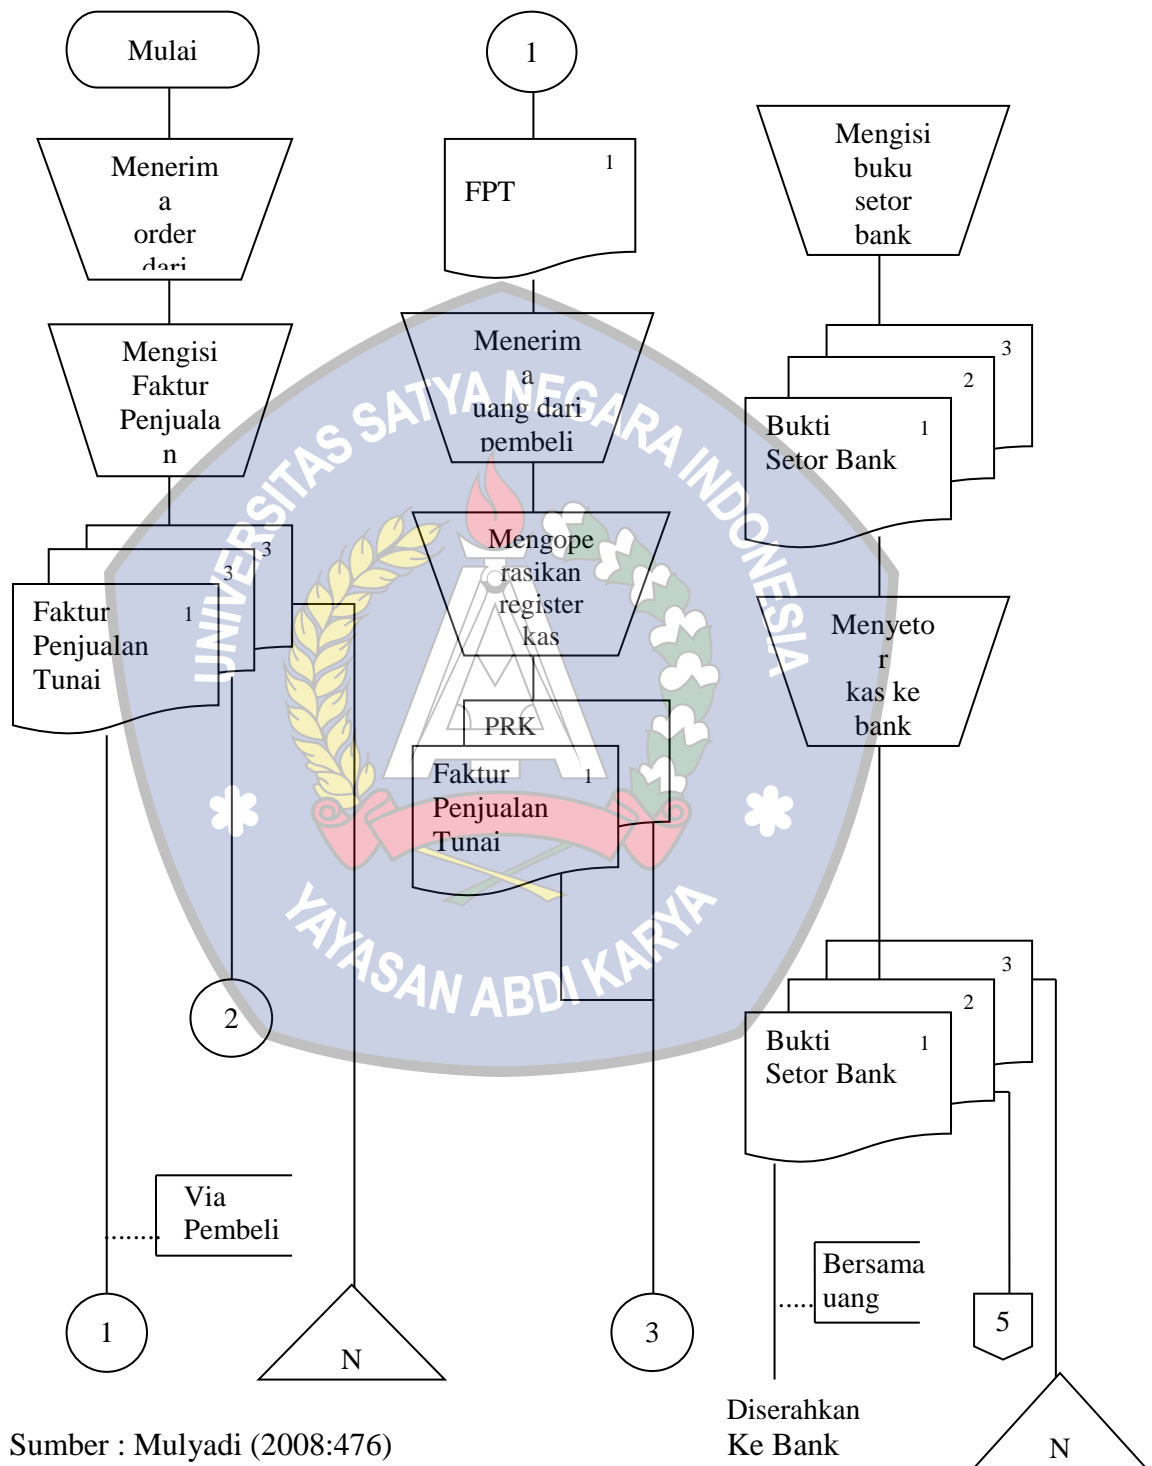 Mulai
Menerim
a
order
dari
Mengisi
Faktur
Penjuala
n
3
3
Faktur 1
Penjualan
Tunai
2
Via
Pembeli
........
1
N
1
1
FPT
Menerim
a
uang dari
pembeli
Mengope
rasikan
register
kas
PRK
Faktur 1
Penjualan
Tunai
3
Mengisi
buku
setor
bank
3
2
Bukti 1
Setor Bank
Menyeto
r
kas ke
bank
3
2
Bukti 1
Setor Bank
Bersama
.....uang
5
Diserahkan
Ke Bank
N
UNIVERSITAS SATYA NEGARA INDONESIA
YAYASAN ABDI KARYA
Sumber : Mulyadi (2008:476)